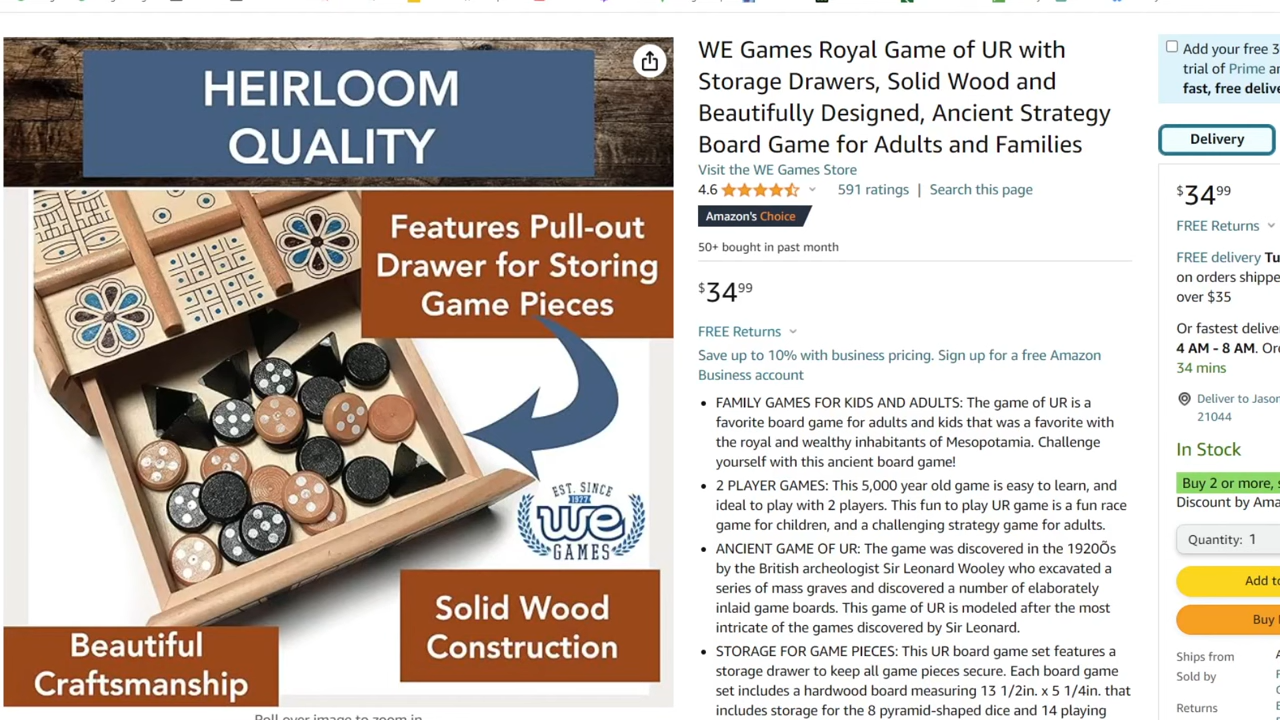 HEIRLOOM
QUALITY
Features Pull-out
Drawer for Storing
Game Pieces
EST. SINCE
1977
we
GAMES
Solid Wood
Construction
Beautiful
Craftsmanship
WE Games Royal Game of UR with
Storage Drawers, Solid Wood and
Beautifully Designed, Ancient Strategy
Board Game for Adults and Families
Visit the WE Games Store
4.6
591 ratings | Search this page
Amazon's Choice
50+ bought in past month
$34 99
FREE Returns
Save up to 10% with business pricing. Sign up for a free Amazon
Business account
• FAMILY GAMES FOR KIDS AND ADULTS: The game of UR is a
favorite board game for adults and kids that was a favorite with
the royal and wealthy inhabitants of Mesopotamia. Challenge
yourself with this ancient board game!
• 2 PLAYER GAMES: This 5,000 year old game is easy to learn, and
ideal to play with 2 players. This fun to play UR game is a fun race
game for children, and a challenging strategy game for adults.
• ANCIENT GAME OF UR: The game was discovered in the 1920Õs
by the British archeologist Sir Leonard Wooley who excavated a
series of mass graves and discovered a number of elaborately
inlaid game boards. This game of UR is modeled after the most
intricate of the games discovered by Sir Leonard.
• STORAGE FOR GAME PIECES: This UR board game set features a
storage drawer to keep all game pieces secure. Each board game
set includes a hardwood board measuring 13 1/2in. x 5 1/4in. that
includes storage for the 8 pyramid-shaped dice and 14 playing
Add your free 3
trial of Prime
fast, free
Delivery
$34 99
FREE Returns
FREE delivery
on orders
over $35
Or fastest
4 AM - 8 AM.
34 mins
Deliver to Jason
21044
In Stock
Buy 2 or more,
Discount by
Quantity: 1
Add
Buy
Ships from
Sold by
Returns